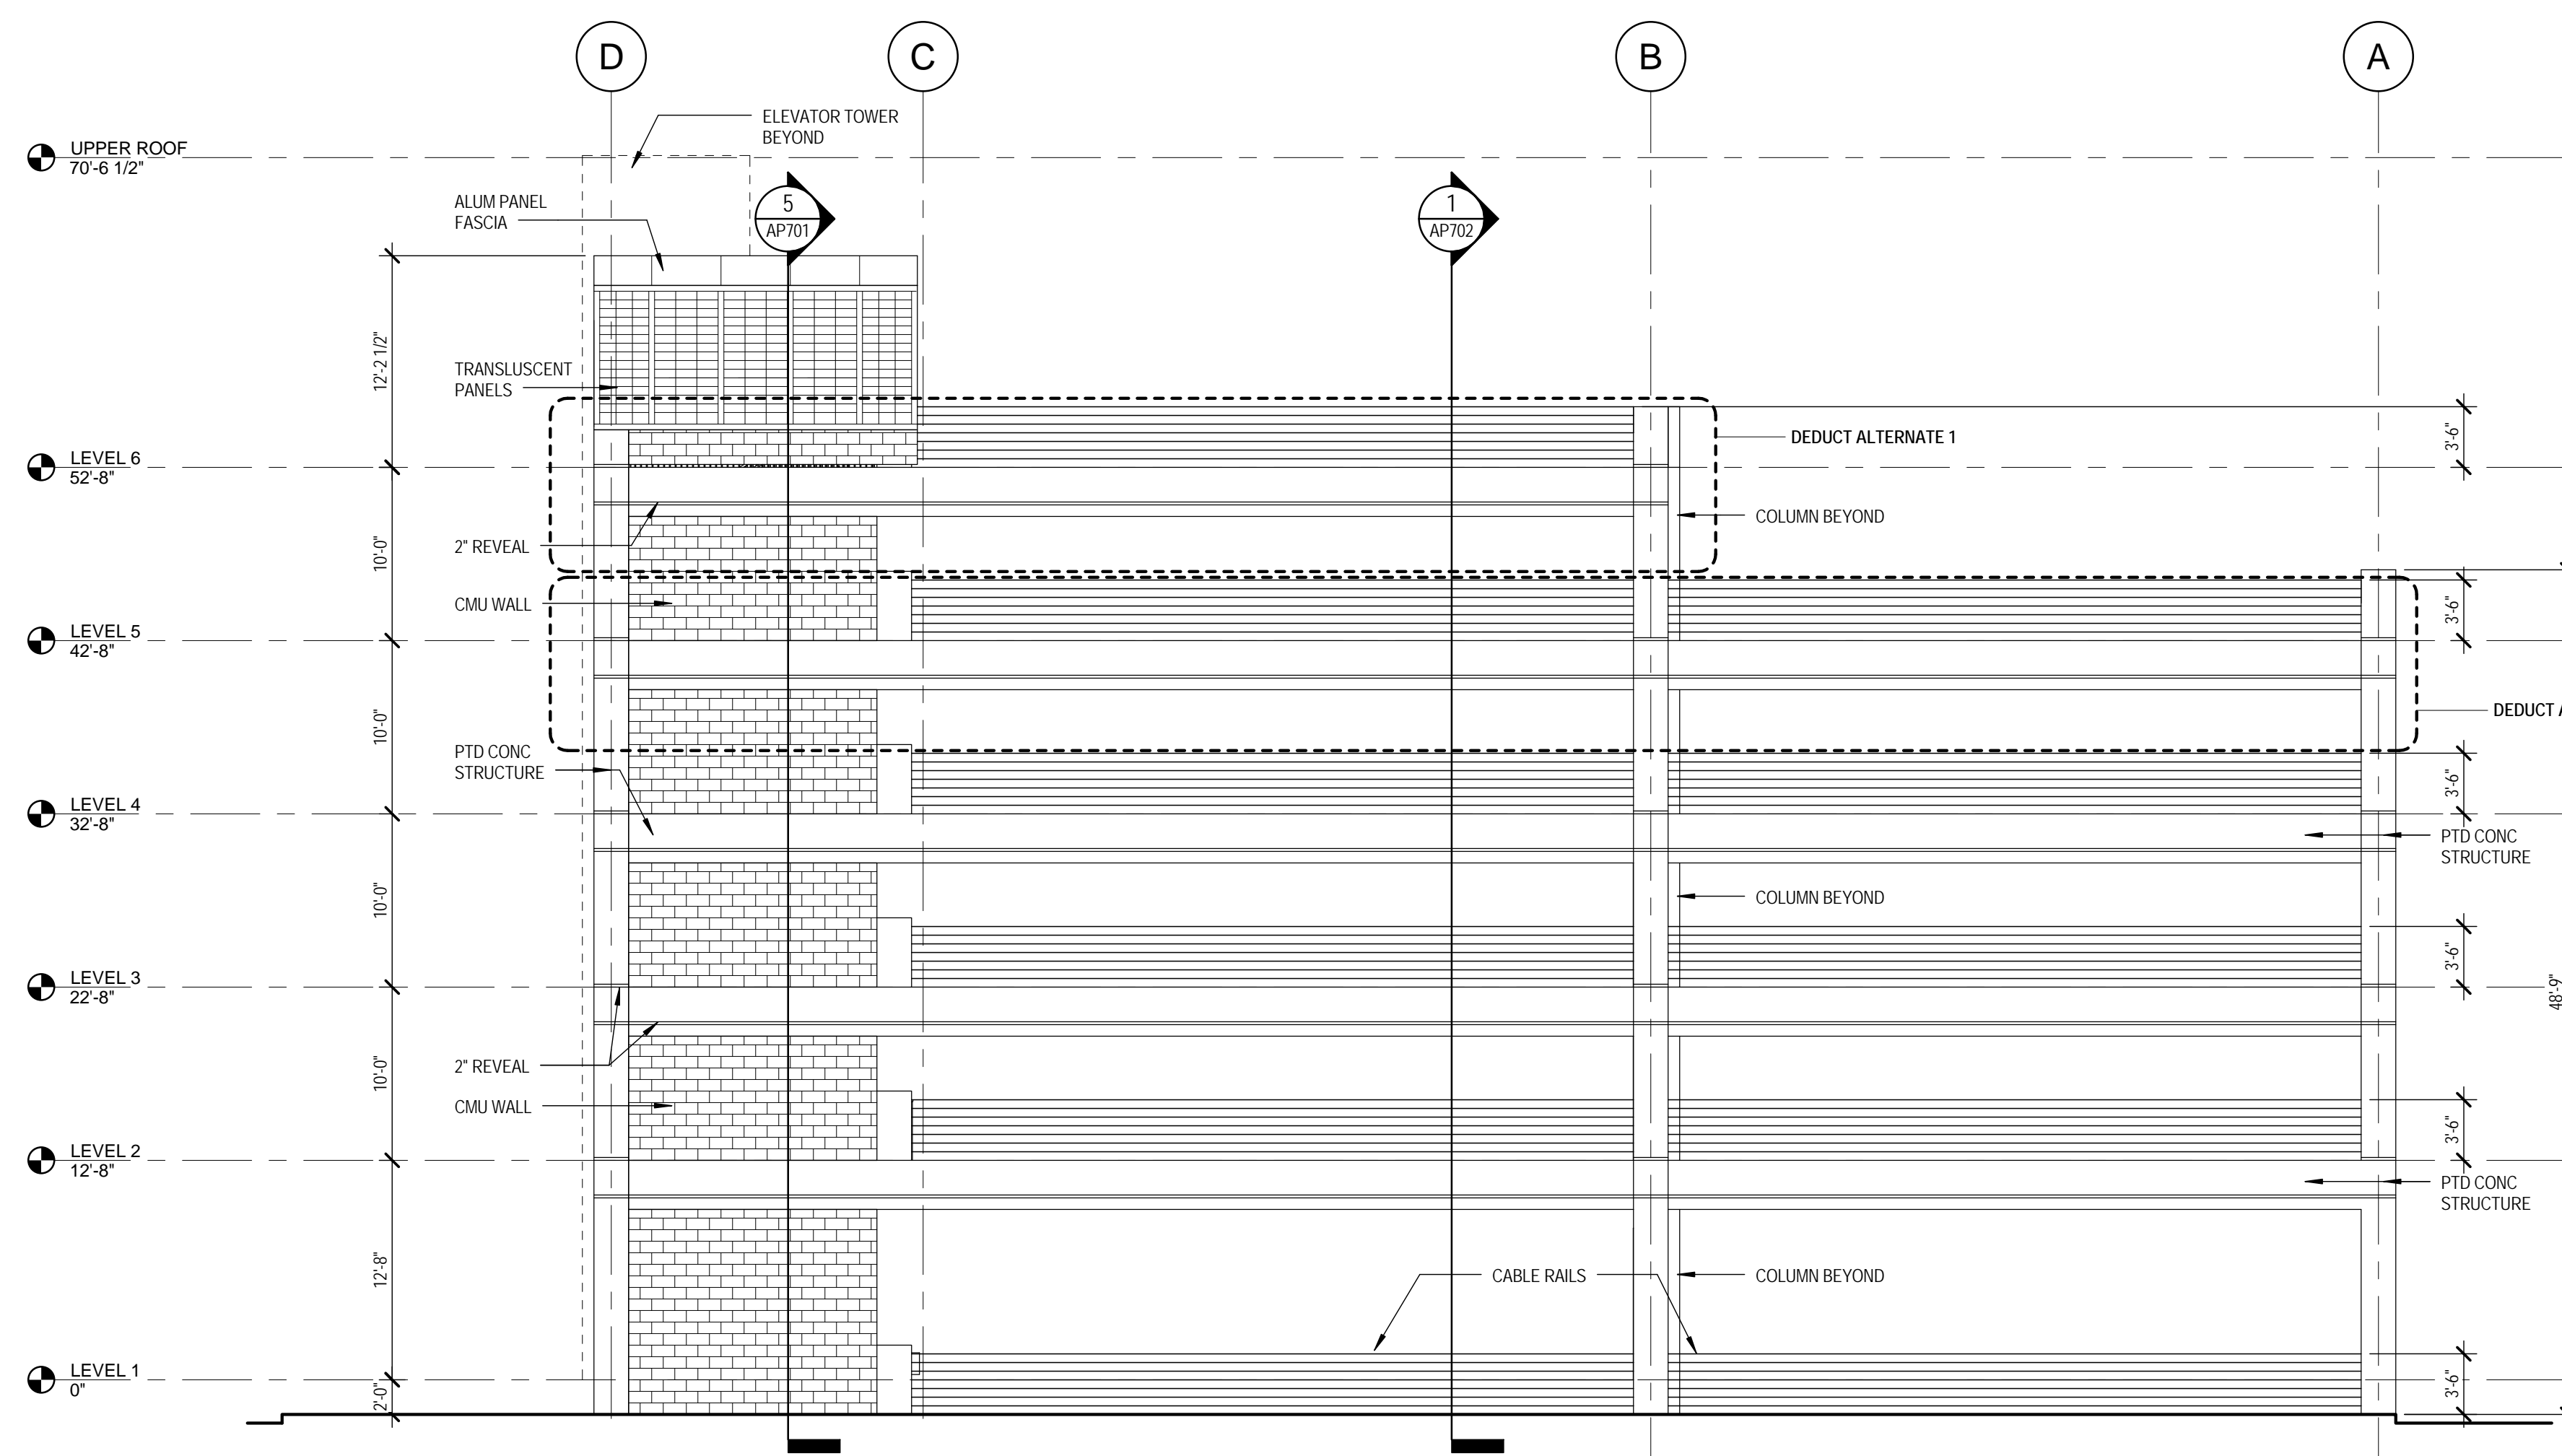 D
C
B
A
ELEVATOR TOWER
BEYOND
UPPER ROOF
70'-6 1/2"
ALUM PANEL
FASCIA
5
AP701
1
AP702
12'-2 1/2"
TRANSLUSCENT
PANELS
DEDUCT ALTERNATE 1
3'-6"
LEVEL 6
52'-8"
COLUMN BEYOND
2" REVEAL
10'-0"
CMU WALL
3'-6"
LEVEL 5
42'-8"
DEDUCT A
10'-0"
PTD CONC
STRUCTURE
3'-6"
LEVEL 4
32'-8"
PTD CONC
STRUCTURE
10'-0"
COLUMN BEYOND
3'-6"
LEVEL 3
22'-8"
48'-9"
2" REVEAL
10'-0"
CMU WALL
3'-6"
LEVEL 2
12'-8"
PTD CONC
STRUCTURE
12'-8"
CABLE RAILS
COLUMN BEYOND
LEVEL 1
0"
2'-0"
3'-6"